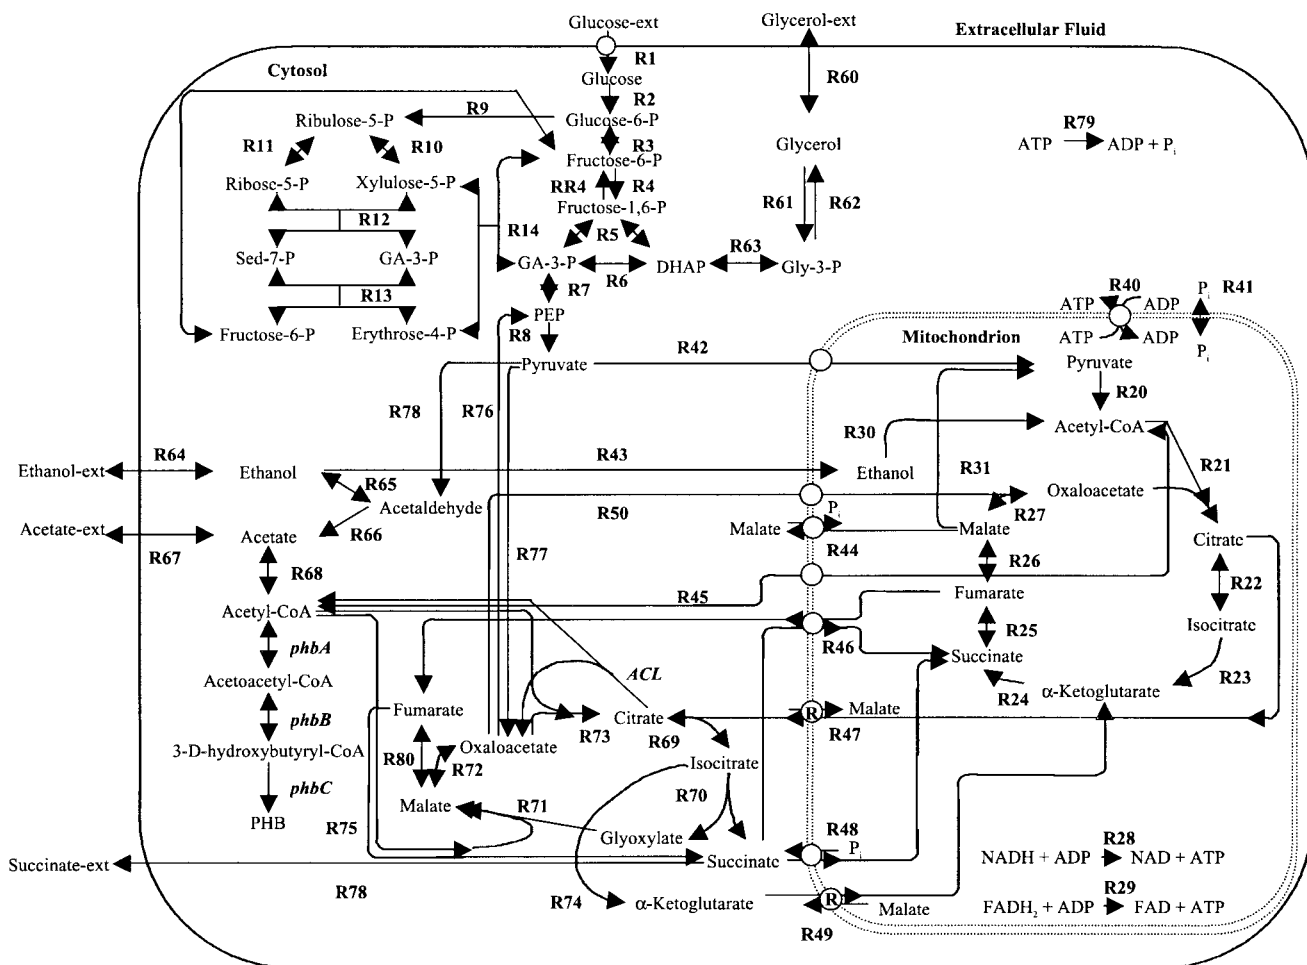 Glucose-ext
Glycerol-ext
Extracellular Fluid
R1
Cytosol
Glucose
R60
R2
R9
Ribulose-5-P
Glucose-6-P
R79
R11
R10
R3
Glycerol
ATP
ADP + Pi
Fructose-6-P
Ribose-5-P
Xylulose-5-P
RR4
R4
Fructose-1,6-P
R61
R62
R12
R14
R5
R63
Sed-7-P
GA-3-P
GA-3-P
DHAP
Gly-3-P
R6
R7
R13
R40
Pi
R41
ATP
ADP
PEP
Fructose-6-P
Erythrose-4-P
R8
Mitochondrion
ATP
ADP
Pi
R42
Pyruvate
Pyruvate
R20
R78
R76
R30
Acetyl-CoA
Ethanol-ext
R64
Ethanol
R43
Ethanol
R31
R21
R65
Oxaloacetate
Acetaldehyde
R50
Pi
R27
Acetate-ext
R66
Malate
Malate
Acetate
R67
R77
R44
Citrate
R68
R26
R22
R45
Fumarate
Acetyl-CoA
R25
Isocitrate
phbA
R46
Succinate
R23
Acetoacetyl-CoA
ACL
R24
α-Ketoglutarate
phbB
Fumarate
Citrate
R
Malate
R73
R69
R47
3-D-hydroxybutyryl-CoA
R80
Oxaloacetate
R72
Isocitrate
phbC
Malate
R71
R70
PHB
R75
Glyoxylate
R48
Pi
R28
Succinate-ext
Succinate
NADH + ADP
NAD + ATP
R78
R29
R74
α-Ketoglutarate
R
Malate
FADH2 + ADP
FAD + ATP
R49